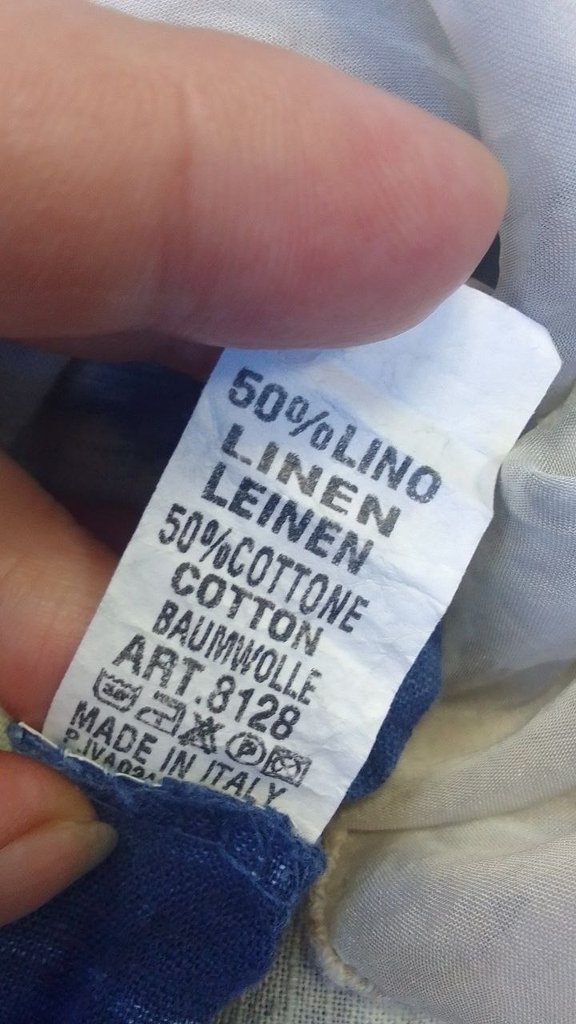 50%LINO
LINEN
LEINEN
50%COTTONE
COTTON
BAUMWOLLE
ART.8128
P
MADE IN ITALY